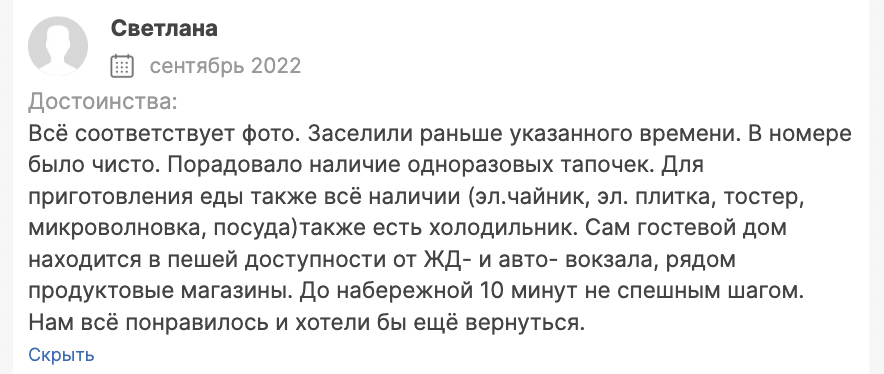 Светлана
сентябрь 2022
Достоинства:
Всё соответствует фото. Заселили раньше указанного времени. В номере
было чисто. Порадовало наличие одноразовых тапочек. Для
приготовления еды также всё наличии (эл.чайник, эл. плитка, тостер,
микроволновка, посуда)также есть холодильник. Сам гостевой дом
находится в пешей доступности от ЖД- и авто- вокзала, рядом
продуктовые магазины. До набережной 10 минут не спешным шагом.
Нам всё понравилось и хотели бы ещё вернуться.
Скрыть